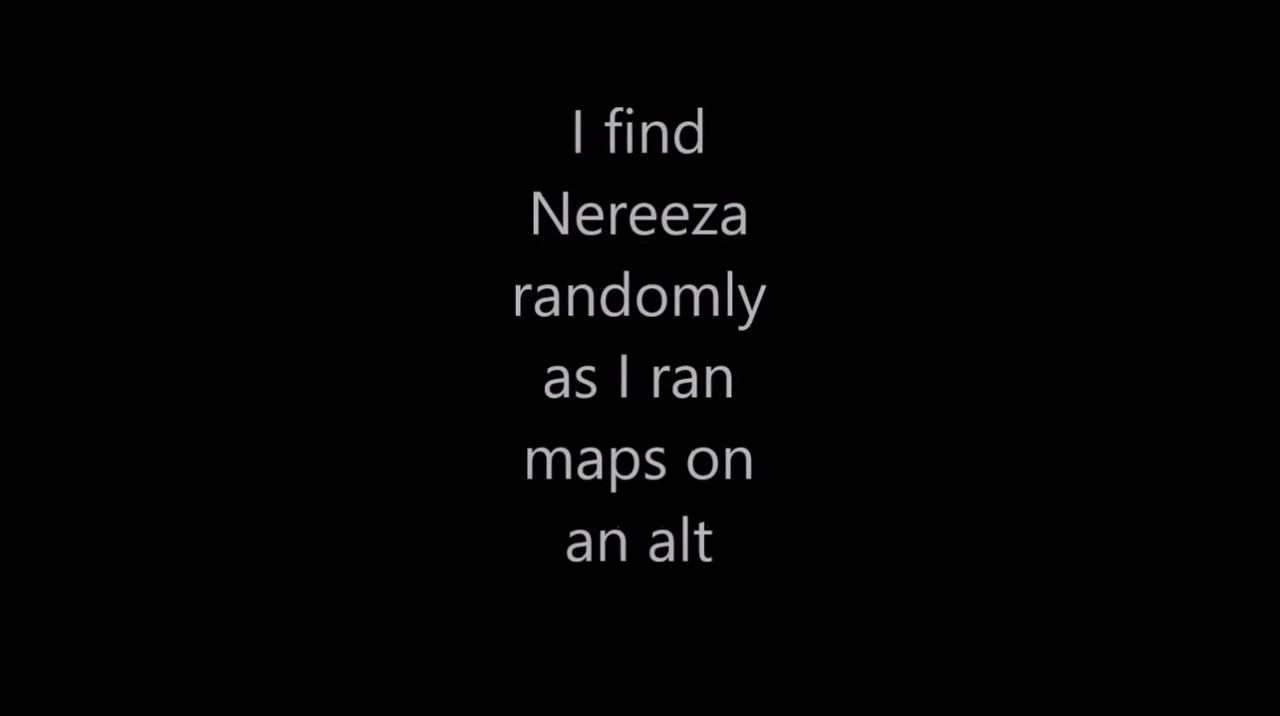 I find
Nereeza
randomly
as I ran
maps on
an alt